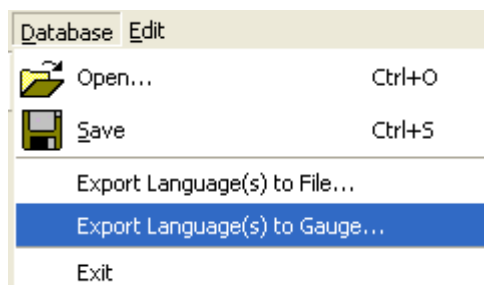 Database Edit
Open... Ctrl+O
Save Ctrl+S
Export Language(s) to File...
Export Language(s) to Gauge...
Exit